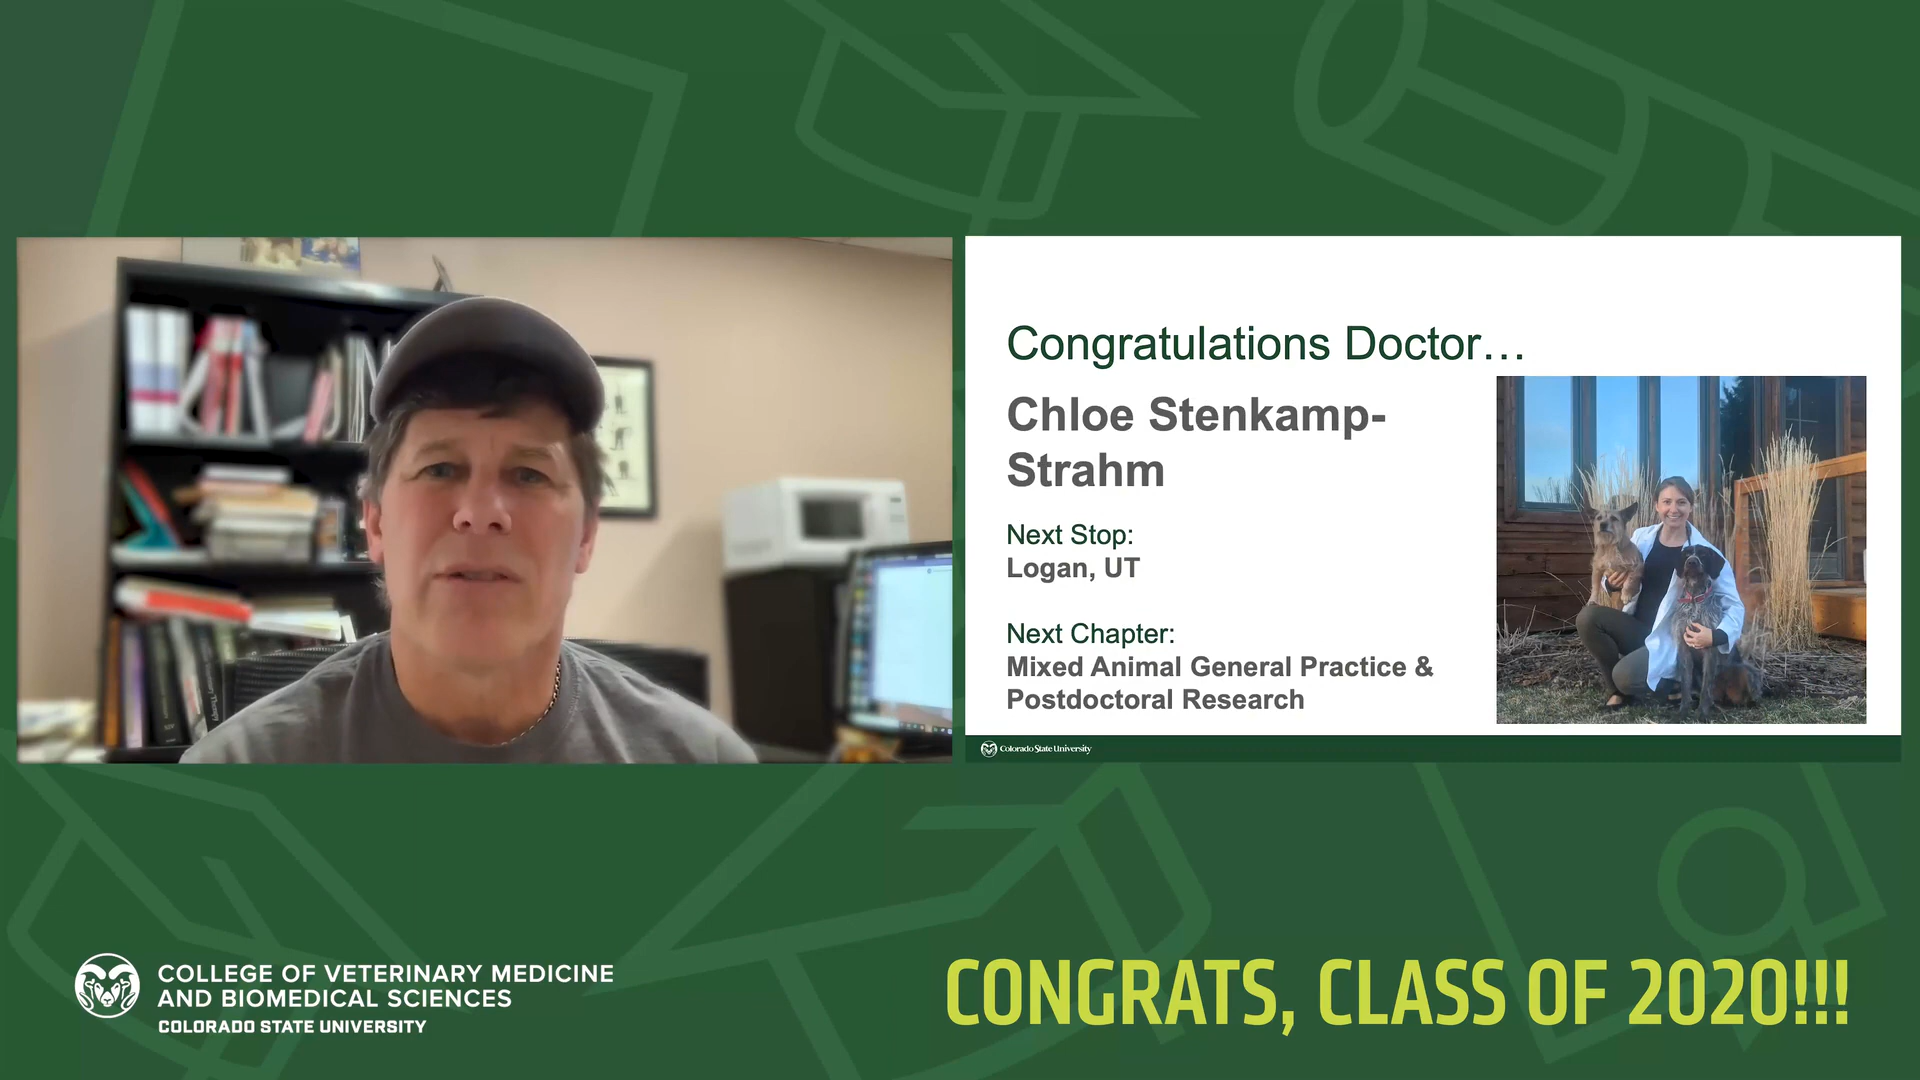 Congratulations Doctor…
Chloe Stenkamp-
Strahm
Next Stop:
Logan, UT
Next Chapter:
Mixed Animal General Practice &
Postdoctoral Research
Colorado State University
COLLEGE OF VETERINARY MEDICINE
AND BIOMEDICAL SCIENCES
COLORADO STATE UNIVERSITY
CONGRATS, CLASS OF 2020!!!